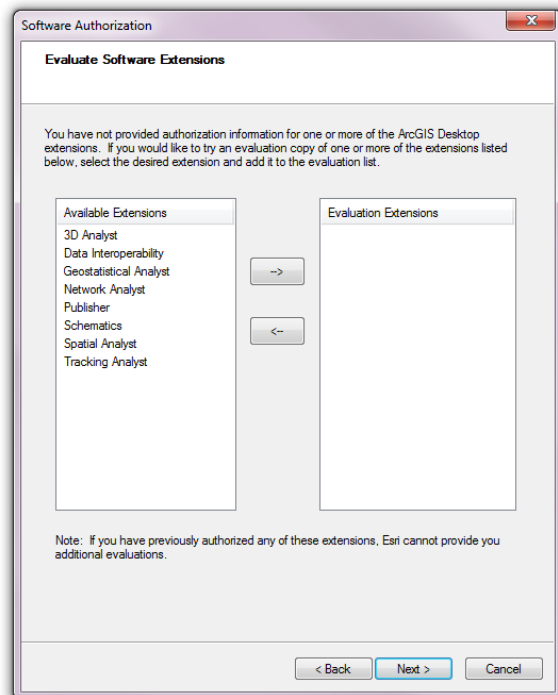 Software Authorization
Evaluate Software Extensions
You have not provided authorization information for one or more of the ArcGIS Desktop
extensions. If you would like to try an evaluation copy of one or more of the extensions listed
below, select the desired extension and add it to the evaluation list.
Available Extensions
3D Analyst
Data Interoperability
Geostatistical Analyst
Network Analyst
Publisher
Schematics
Spatial Analyst
Tracking Analyst
-->
<--
Evaluation Extensions
Note: If you have previously authorized any of these extensions, Esri cannot provide you
additional evaluations.
< Back
Next >
Cancel